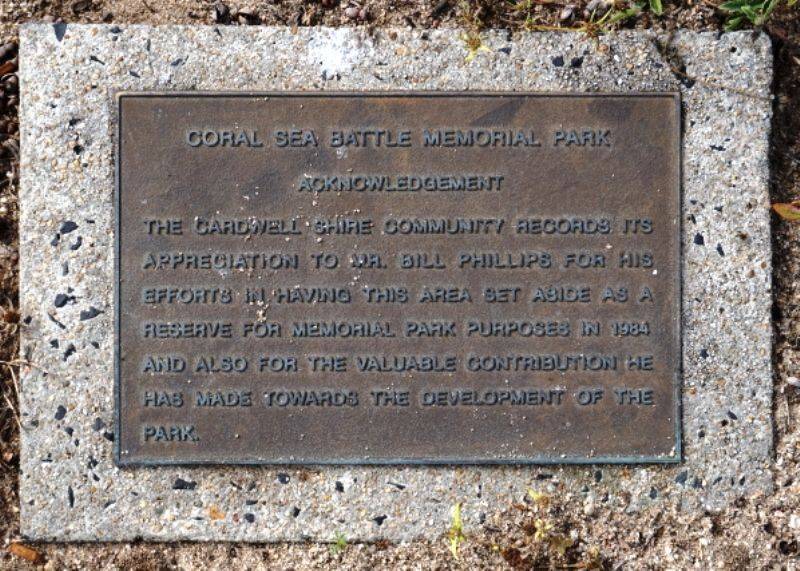 CORAL SEA BATTLE MEMORIAL PARK
ACKNOWLEDGEMENT
THE CARDWELL SHIRE COMMUNITY RECORDS ITS
APPRECIATION TO MR. BILL PHILLIPS FOR HIS
EFFORTS IN HAVING THIS AREA SET ASIDE AS A
RESERVE FOR MEMORIAL PARK PURPOSES IN 1984
AND ALSO FOR THE VALUABLE CONTRIBUTION HE
HAS MADE TOWARDS THE DEVELOPMENT OF THE
PARK.